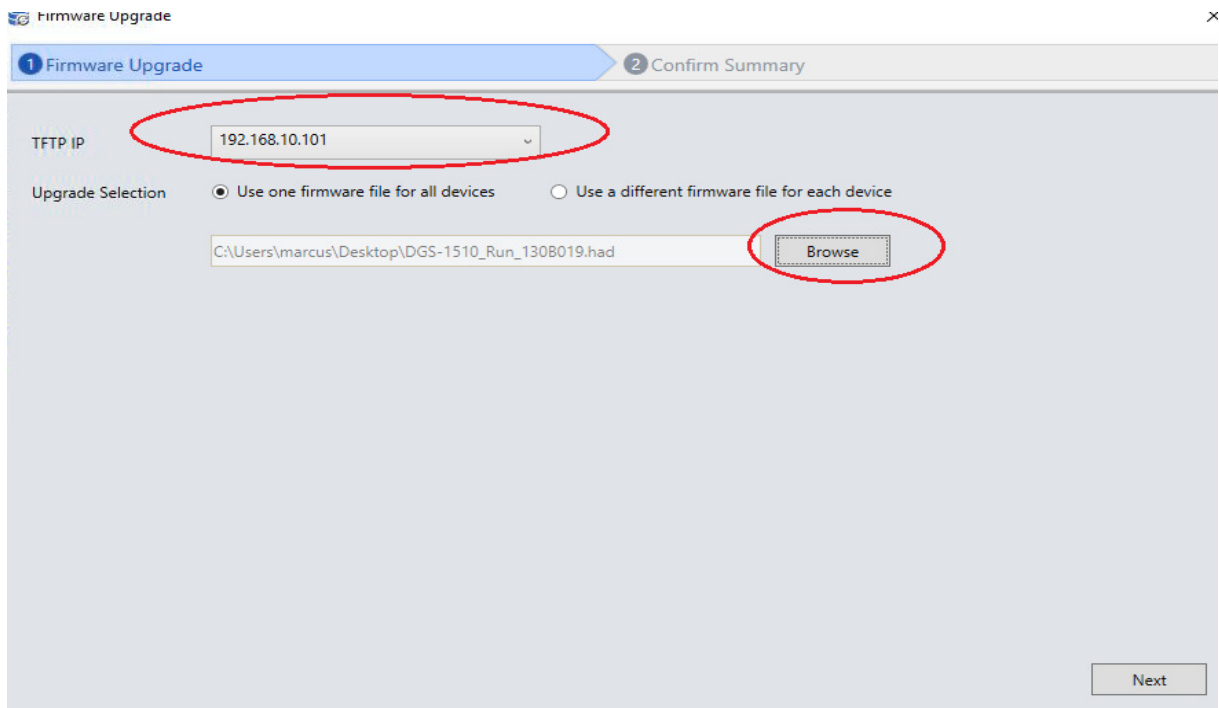 Firmware Upgrade
1 Firmware Upgrade
2 Confirm Summary
TFTP IP
192.168.10.101
Upgrade Selection
Use one firmware file for all devices
Use a different firmware file for each device
C:\Users\marcus\Desktop\DGS-1510_Run_130B019.had
Browse
Next